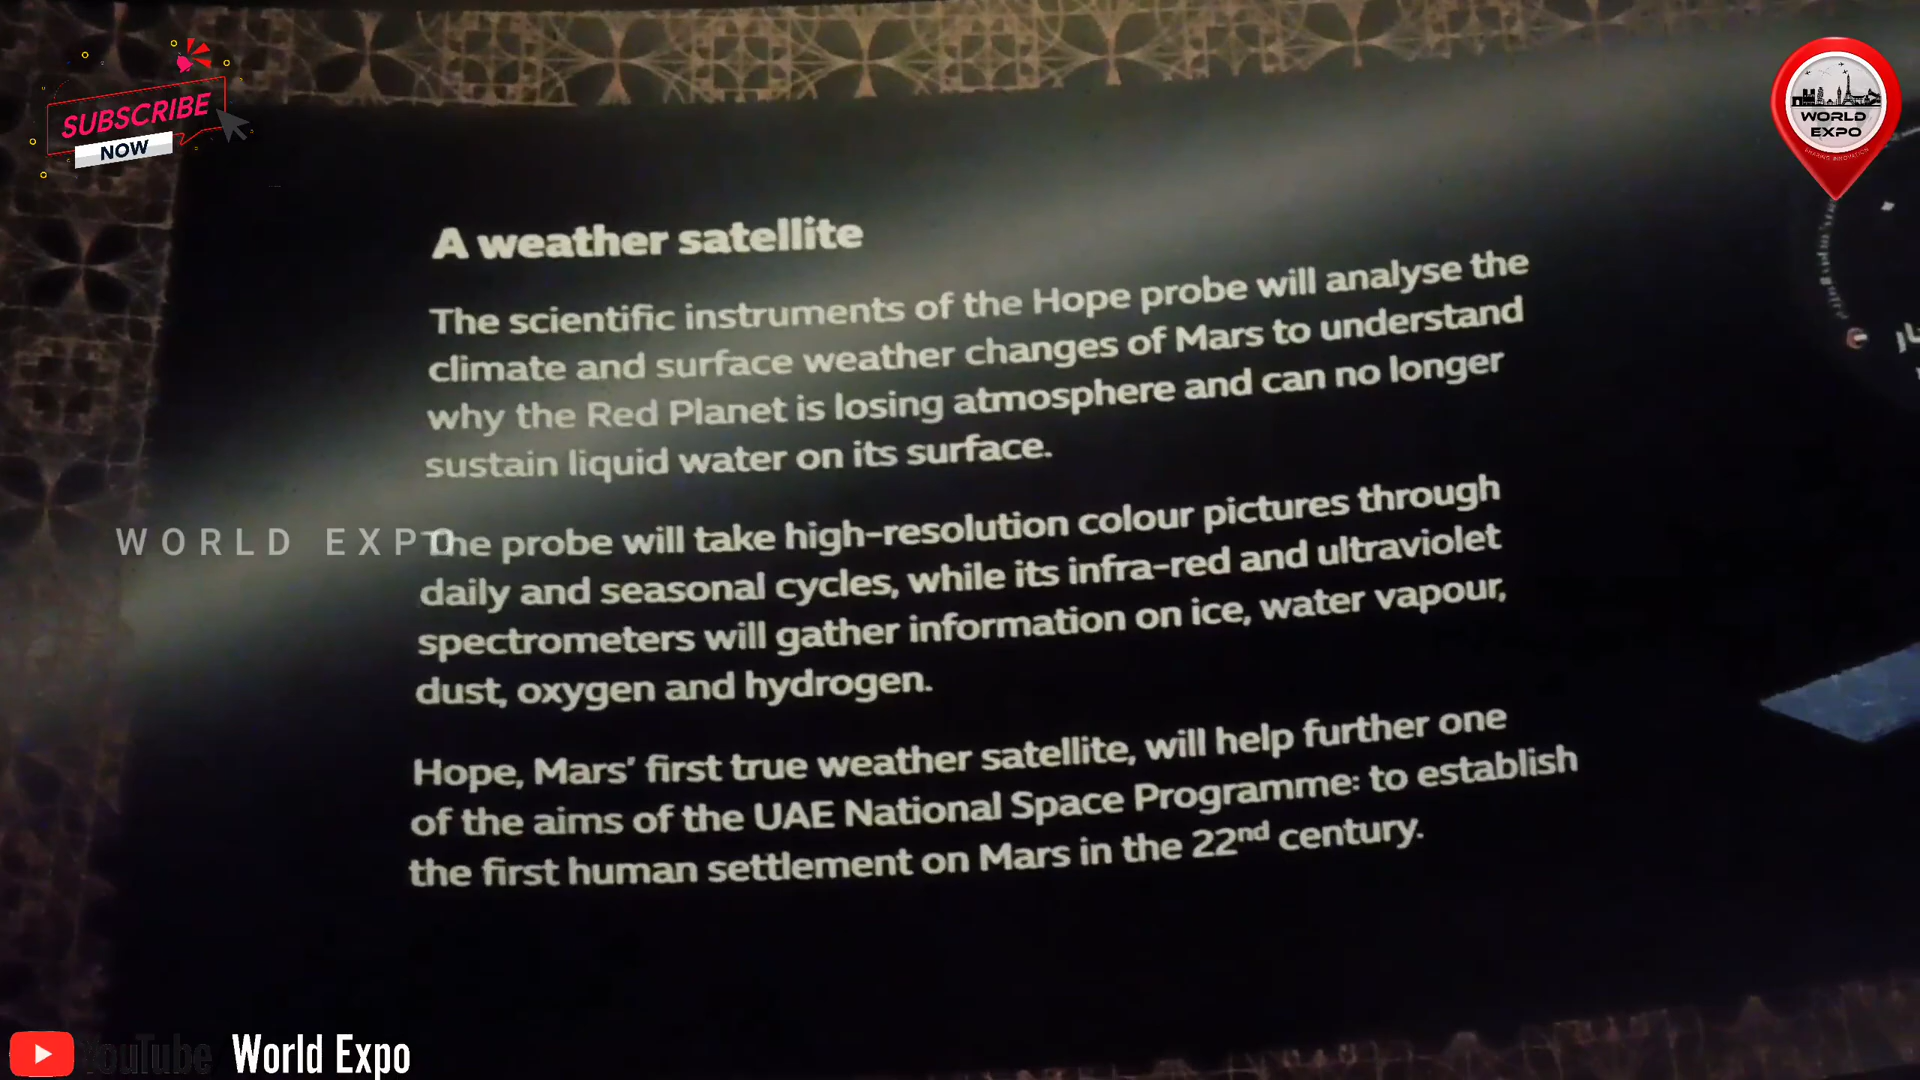 SUBSCRIBE
NOW
WORLD
EXPO
SHARING INNOVATION
A weather satellite
The scientific instruments of the Hope probe will analyse the
climate and surface weather changes of Mars to understand
why the Red Planet is losing atmosphere and can no longer
sustain liquid water on its surface.
WORLD EXPO
The probe will take high-resolution colour pictures through
daily and seasonal cycles, while its infra-red and ultraviolet
spectrometers will gather information on ice, water vapour,
dust, oxygen and hydrogen.
Hope, Mars' first true weather satellite, will help further one
of the aims of the UAE National Space Programme: to establish
the first human settlement on Mars in the 22nd century.
YouTube World Expo